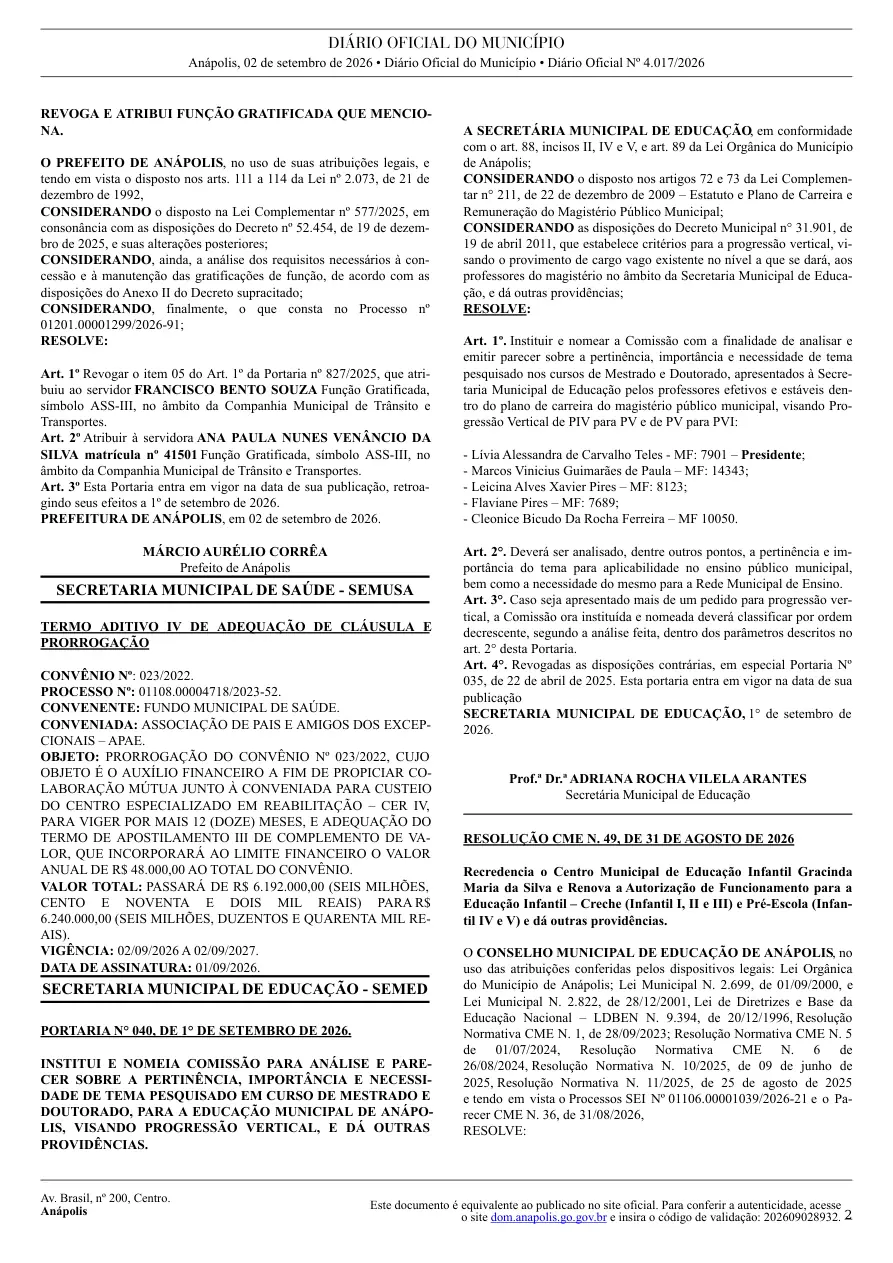 DIÁRIO OFICIAL DO MUNICÍPIO
Anápolis, 02 de setembro de 2026 • Diário Oficial do Município • Diário Oficial Nº 4.017/2026
REVOGA E ATRIBUI FUNÇÃO GRATIFICADA QUE MENCIO-
NA.
O PREFEITO DE ANÁPOLIS, no uso de suas atribuições legais, e
tendo em vista o disposto nos arts. 111 a 114 da Lei nº 2.073, de 21 de
dezembro de 1992,
CONSIDERANDO o disposto na Lei Complementar nº 577/2025, em
consonância com as disposições do Decreto nº 52.454, de 19 de dezem-
bro de 2025, e suas alterações posteriores;
CONSIDERANDO, ainda, a análise dos requisitos necessários à con-
cessão e à manutenção das gratificações de função, de acordo com as
disposições do Anexo II do Decreto supracitado;
CONSIDERANDO, finalmente, o que consta no Processo nº
01201.00001299/2026-91;
RESOLVE:
Art. 1º Revogar o item 05 do Art. 1º da Portaria nº 827/2025, que atri-
buiu ao servidor FRANCISCO BENTO SOUZA Função Gratificada,
símbolo ASS-III, no âmbito da Companhia Municipal de Trânsito e
Transportes.
Art. 2º Atribuir à servidora ANA PAULA NUNES VENÂNCIO DA
SILVA matrícula nº 41501 Função Gratificada, símbolo ASS-III, no
âmbito da Companhia Municipal de Trânsito e Transportes.
Art. 3º Esta Portaria entra em vigor na data de sua publicação, retroa-
gindo seus efeitos a 1º de setembro de 2026.
PREFEITURA DE ANÁPOLIS, em 02 de setembro de 2026.
MÁRCIO AURÉLIO CORRÊA
Prefeito de Anápolis
SECRETARIA MUNICIPAL DE SAÚDE - SEMUSA
TERMO ADITIVO IV DE ADEQUAÇÃO DE CLÁUSULA E
PRORROGAÇÃO
CONVÊNIO Nº: 023/2022.
PROCESSO Nº: 01108.00004718/2023-52.
CONVENENTE: FUNDO MUNICIPAL DE SAÚDE.
CONVENIADA: ASSOCIAÇÃO DE PAIS E AMIGOS DOS EXCEP-
CIONAIS – APAE.
OBJETO: PRORROGAÇÃO DO CONVÊNIO Nº 023/2022, CUJO
OBJETO É O AUXÍLIO FINANCEIRO A FIM DE PROPICIAR CO-
LABORAÇÃO MÚTUA JUNTO À CONVENIADA PARA CUSTEIO
DO CENTRO ESPECIALIZADO EM REABILITAÇÃO – CER IV,
PARA VIGER POR MAIS 12 (DOZE) MESES, E ADEQUAÇÃO DO
TERMO DE APOSTILAMENTO III DE COMPLEMENTO DE VA-
LOR, QUE INCORPORARÁ AO LIMITE FINANCEIRO O VALOR
ANUAL DE R$ 48.000,00 AO TOTAL DO CONVÊNIO.
VALOR TOTAL: PASSARÁ DE R$ 6.192.000,00 (SEIS MILHÕES,
CENTO E NOVENTA E DOIS MIL REAIS) PARA R$
6.240.000,00 (SEIS MILHÕES, DUZENTOS E QUARENTA MIL RE-
AIS).
VIGÊNCIA: 02/09/2026 A 02/09/2027.
DATA DE ASSINATURA: 01/09/2026.
SECRETARIA MUNICIPAL DE EDUCAÇÃO - SEMED
PORTARIA N° 040, DE 1° DE SETEMBRO DE 2026.
INSTITUI E NOMEIA COMISSÃO PARA ANÁLISE E PARE-
CER SOBRE A PERTINÊNCIA, IMPORTÂNCIA E NECESSI-
DADE DE TEMA PESQUISADO EM CURSO DE MESTRADO E
DOUTORADO, PARA A EDUCAÇÃO MUNICIPAL DE ANÁPO-
LIS, VISANDO PROGRESSÃO VERTICAL, E DÁ OUTRAS
PROVIDÊNCIAS.
A SECRETÁRIA MUNICIPAL DE EDUCAÇÃO, em conformidade
com o art. 88, incisos II, IV e V, e art. 89 da Lei Orgânica do Município
de Anápolis;
CONSIDERANDO o disposto nos artigos 72 e 73 da Lei Complemen-
tar n° 211, de 22 de dezembro de 2009 – Estatuto e Plano de Carreira e
Remuneração do Magistério Público Municipal;
CONSIDERANDO as disposições do Decreto Municipal n° 31.901, de
19 de abril 2011, que estabelece critérios para a progressão vertical, vi-
sando o provimento de cargo vago existente no nível a que se dará, aos
professores do magistério no âmbito da Secretaria Municipal de Educa-
ção, e dá outras providências;
RESOLVE:
Art. 1º. Instituir e nomear a Comissão com a finalidade de analisar e
emitir parecer sobre a pertinência, importância e necessidade de tema
pesquisado nos cursos de Mestrado e Doutorado, apresentados à Secre-
taria Municipal de Educação pelos professores efetivos e estáveis den-
tro do plano de carreira do magistério público municipal, visando Pro-
gressão Vertical de PIV para PV e de PV para PVI:
- Lívia Alessandra de Carvalho Teles - MF: 7901 – Presidente;
- Marcos Vinicius Guimarães de Paula – MF: 14343;
- Leicina Alves Xavier Pires – MF: 8123;
- Flaviane Pires – MF: 7689;
- Cleonice Bicudo Da Rocha Ferreira – MF 10050.
Art. 2°. Deverá ser analisado, dentre outros pontos, a pertinência e im-
portância do tema para aplicabilidade no ensino público municipal,
bem como a necessidade do mesmo para a Rede Municipal de Ensino.
Art. 3°. Caso seja apresentado mais de um pedido para progressão ver-
tical, a Comissão ora instituída e nomeada deverá classificar por ordem
decrescente, segundo a análise feita, dentro dos parâmetros descritos no
art. 2° desta Portaria.
Art. 4°. Revogadas as disposições contrárias, em especial Portaria Nº
035, de 22 de abril de 2025. Esta portaria entra em vigor na data de sua
publicação
SECRETARIA MUNICIPAL DE EDUCAÇÃO, 1° de setembro de
2026.
Prof.ª Dr.ª ADRIANA ROCHA VILELA ARANTES
Secretária Municipal de Educação
RESOLUÇÃO CME N. 49, DE 31 DE AGOSTO DE 2026
Recredencia o Centro Municipal de Educação Infantil Gracinda
Maria da Silva e Renova a Autorização de Funcionamento para a
Educação Infantil – Creche (Infantil I, II e III) e Pré-Escola (Infan-
til IV e V) e dá outras providências.
O CONSELHO MUNICIPAL DE EDUCAÇÃO DE ANÁPOLIS, no
uso das atribuições conferidas pelos dispositivos legais: Lei Orgânica
do Município de Anápolis; Lei Municipal N. 2.699, de 01/09/2000, e
Lei Municipal N. 2.822, de 28/12/2001, Lei de Diretrizes e Base da
Educação Nacional – LDBEN N. 9.394, de 20/12/1996, Resolução
Normativa CME N. 1, de 28/09/2023; Resolução Normativa CME N. 5
de 01/07/2024, Resolução Normativa CME N. 6 de
26/08/2024, Resolução Normativa N. 10/2025, de 09 de junho de
2025, Resolução Normativa N. 11/2025, de 25 de agosto de 2025
e tendo em vista o Processos SEI Nº 01106.00001039/2026-21 e o Pa-
recer CME N. 36, de 31/08/2026,
RESOLVE:
Av. Brasil, nº 200, Centro.
Anápolis
Este documento é equivalente ao publicado no site oficial. Para conferir a autenticidade, acesse
o site dom.anapolis.go.gov.br e insira o código de validação: 202609028932. 2